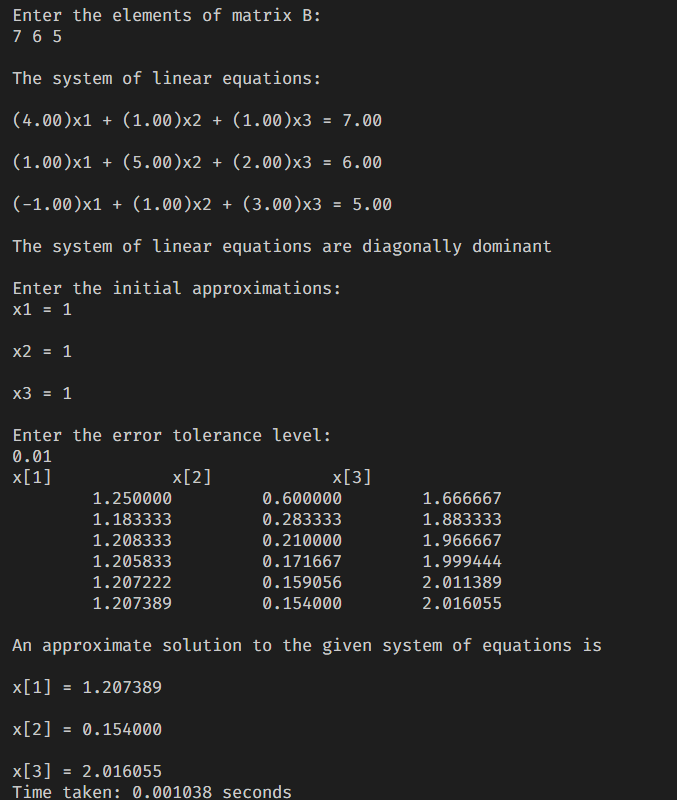 Enter the elements of matrix B:
7 6 5
The system of linear equations:
(4.00)x1 + (1.00)x2 + (1.00)x3 = 7.00
(1.00)x1 + (5.00)x2 + (2.00)x3 = 6.00
(-1.00)x1 + (1.00)x2 + (3.00)x3 = 5.00
The system of linear equations are diagonally dominant
Enter the initial approximations:
x1 = 1
x2 = 1
x3 = 1
Enter the error tolerance level:
0.01
x[1] x[2] x[3]
1.250000 0.600000 1.666667
1.183333 0.283333 1.883333
1.208333 0.210000 1.966667
1.205833 0.171667 1.999444
1.207222 0.159056 2.011389
1.207389 0.154000 2.016055
An approximate solution to the given system of equations is
x[1] = 1.207389
x[2] = 0.154000
x[3] = 2.016055
Time taken: 0.001038 seconds